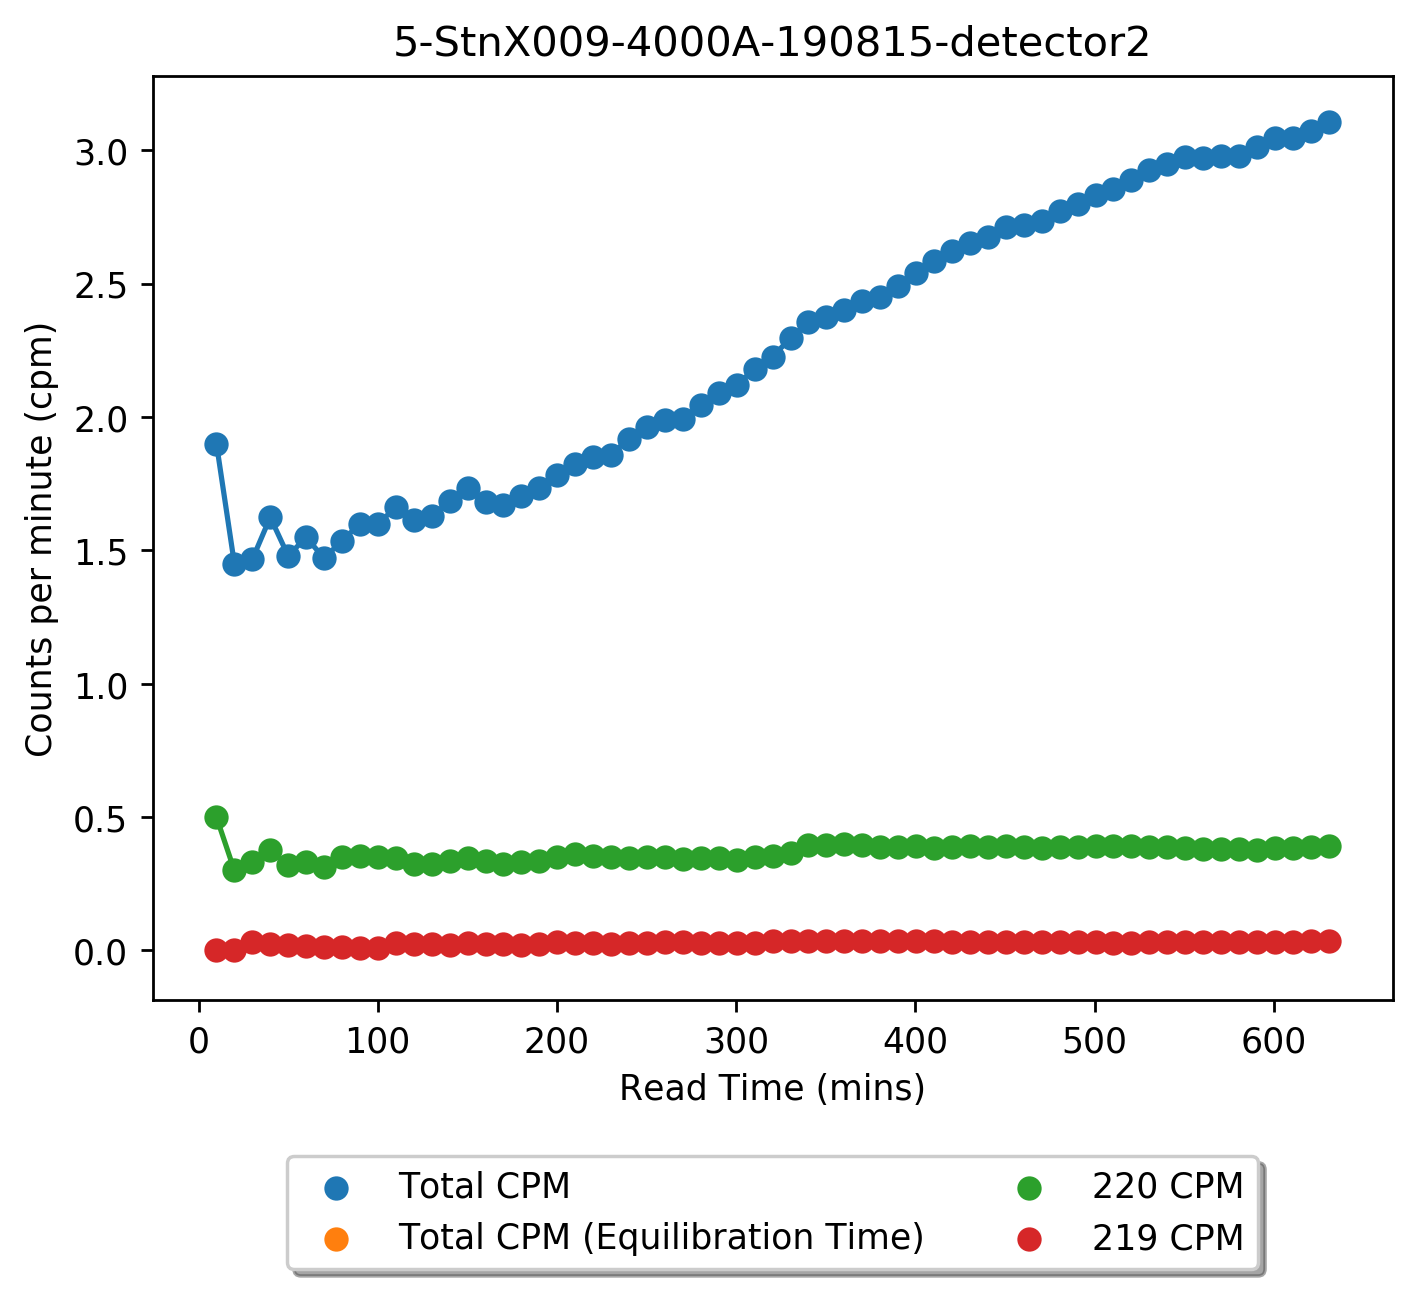 5-StnX009-4000A-190815-detector2
Counts per minute (cpm)
3.0
2.5
2.0
1.5
1.0
0.5
0.0
0 100 200 300 400 500 600
Read Time (mins)
Total CPM
Total CPM (Equilibration Time)
220 CPM
219 CPM